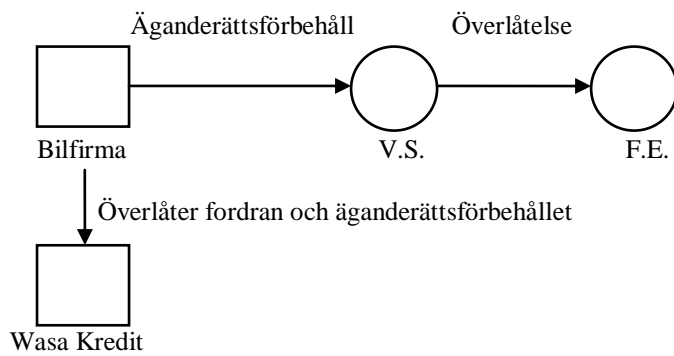 Äganderättsförbehåll
Överlåtelse
Bilfirma
V.S.
F.E.
Överlåter fordran och äganderättsförbehållet
Wasa Kredit